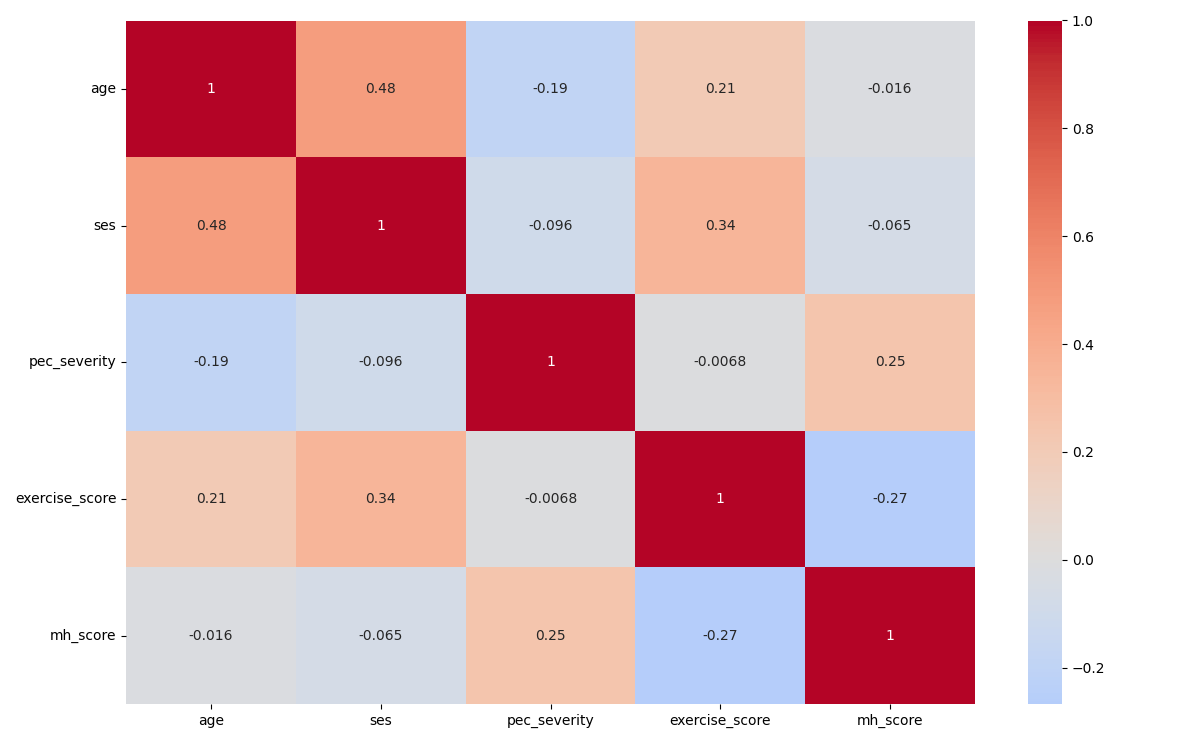 age 1 0.48 -0.19 0.21 -0.016
ses 0.48 1 -0.096 0.34 -0.065
pec_severity -0.19 -0.096 1 -0.0068 0.25
exercise_score 0.21 0.34 -0.0068 1 -0.27
mh_score -0.016 -0.065 0.25 -0.27 1
age ses pec_severity exercise_score mh_score
1.0
0.8
0.6
0.4
0.2
0.0
−0.2